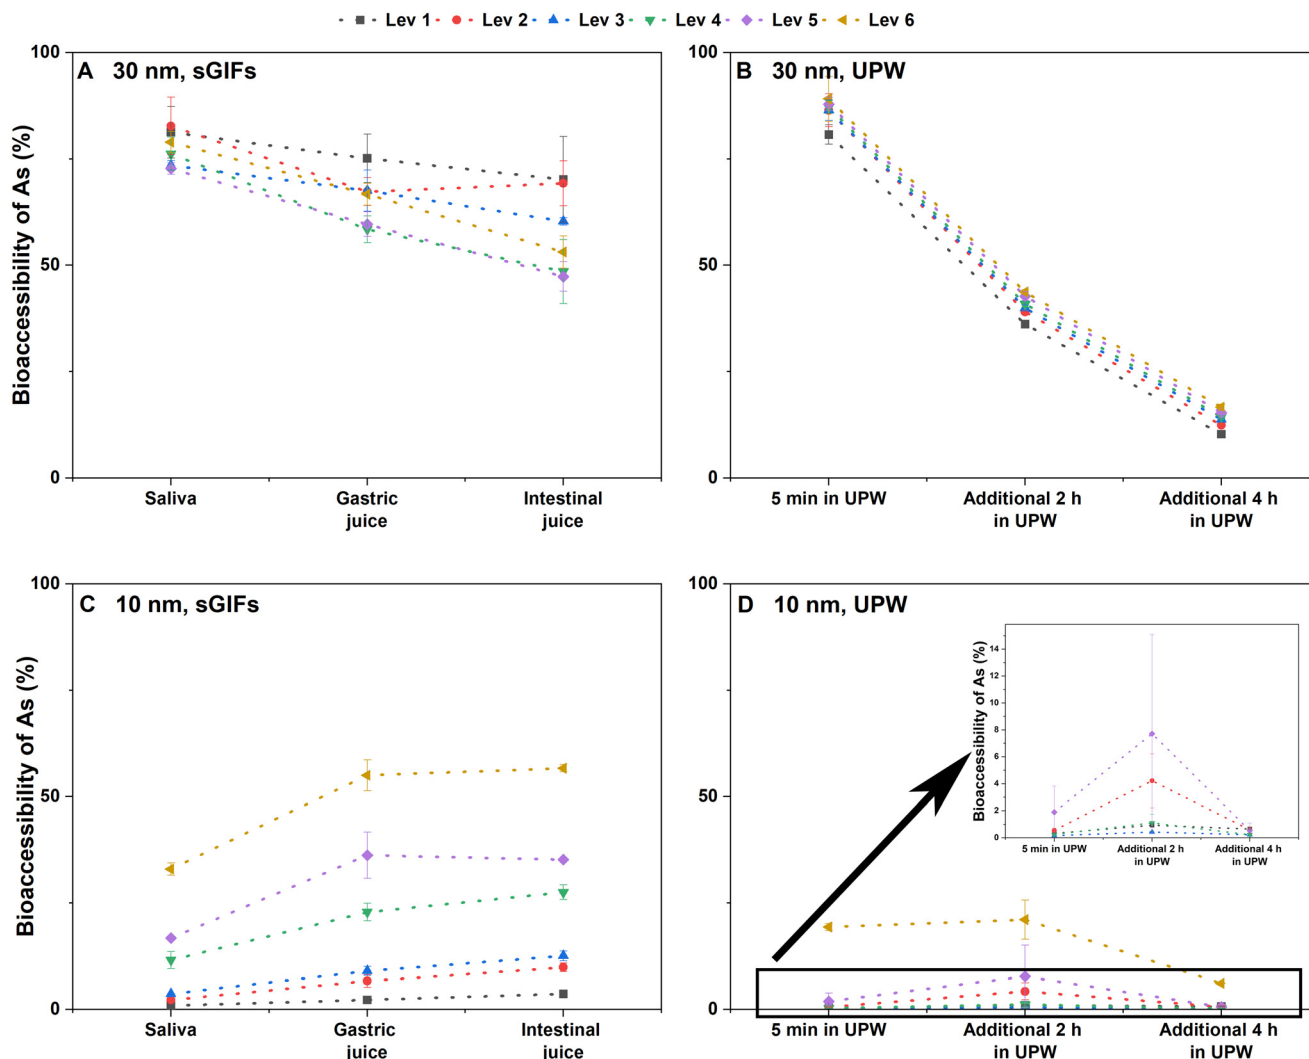 Lev 1 Lev 2 Lev 3 Lev 4 Lev 5 Lev 6
A 30 nm, sGIFs
Bioaccessibility of As (%)
100
50
0
Saliva
Gastric
juice
Intestinal
juice
B 30 nm, UPW
100
50
0
5 min in UPW
Additional 2 h
in UPW
Additional 4 h
in UPW
C 10 nm, sGIFs
Bioaccessibility of As (%)
100
50
0
Saliva
Gastric
juice
Intestinal
juice
D 10 nm, UPW
100
50
0
Bioaccessibility of As (%)
14
12
10
8
6
4
2
0
5 min in UPW
Additional 2 h
in UPW
Additional 4 h
in UPW
5 min in UPW
Additional 2 h
in UPW
Additional 4 h
in UPW